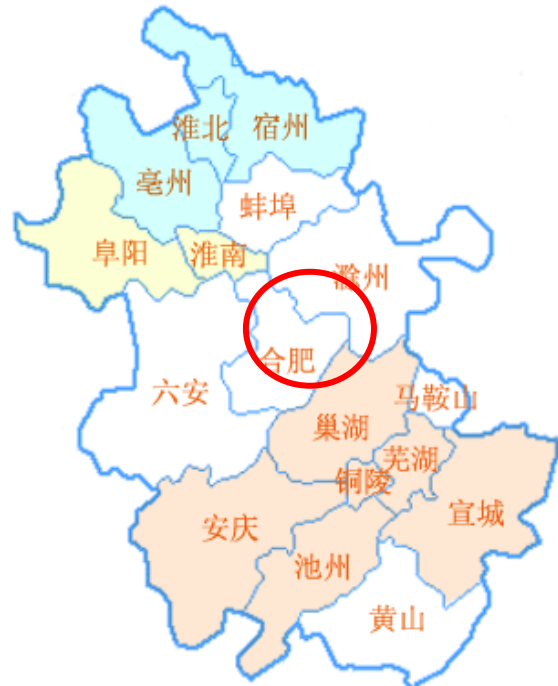 淮北
宿州
亳州
蚌埠
阜阳
淮南
滁州
合肥
六安
马鞍山
巢湖
芜湖
铜陵
宣城
安庆
池州
黄山